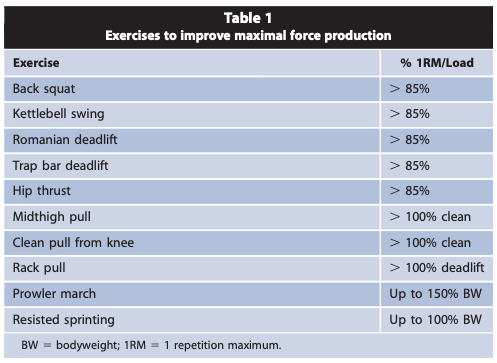 Table 1
Exercises to improve maximal force production
Exercise % 1RM/Load
Back squat > 85%
Kettlebell swing > 85%
Romanian deadlift > 85%
Trap bar deadlift > 85%
Hip thrust > 85%
Midthigh pull > 100% clean
Clean pull from knee > 100% clean
Rack pull > 100% deadlift
Prowler march Up to 150% BW
Resisted sprinting Up to 100% BW
BW = bodyweight; 1RM = 1 repetition maximum.